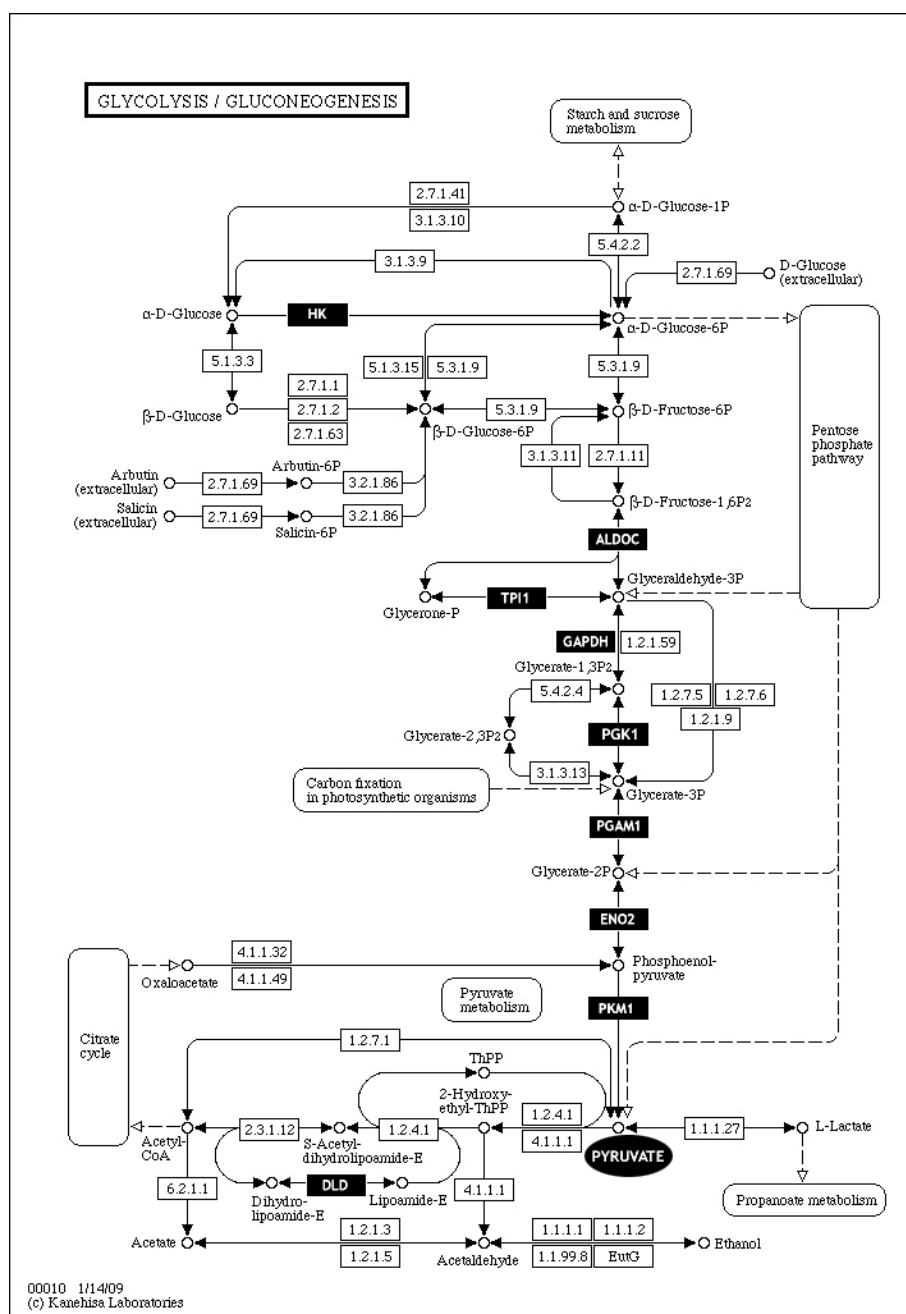 GLYCOLYSIS / GLUCONEOGENESIS
Starch and sucrose
metabolism
2.7.1.41
3.1.3.10
α-D-Glucose-1P
5.4.2.2
3.1.3.9
2.7.1.69
D-Glucose
(extracellular)
α-D-Glucose
HK
α-D-Glucose-6P
5.1.3.3
5.1.3.15
5.3.1.9
5.3.1.9
2.7.1.1
2.7.1.2
2.7.1.63
β-D-Glucose
β-D-Glucose-6P
5.3.1.9
β-D-Fructose-6P
Pentose
phosphate
pathway
3.1.3.11
2.7.1.11
Arbutin
(extracellular)
2.7.1.69
Arbutin-6P
3.2.1.86
β-D-Fructose-1,6P2
Salicin
(extracellular)
2.7.1.69
Salicin-6P
3.2.1.86
ALDOC
Glyceraldehyde-3P
Glycerone-P
TPI1
GAPDH
1.2.1.59
Glycerate-1,3P2
5.4.2.4
1.2.7.5
1.2.7.6
1.2.1.9
Glycerate-2,3P2
PGK1
3.1.3.13
Carbon fixation
in photosynthetic organisms
Glycerate-3P
PGAM1
Glycerate-2P
ENO2
4.1.1.32
4.1.1.49
Oxaloacetate
Phosphoenol-
pyruvate
Pyruvate
metabolism
PKM1
Citrate
cycle
1.2.7.1
ThPP
2-Hydroxy-
ethyl-ThPP
1.2.4.1
4.1.1.1
2.3.1.12
1.2.4.1
Acetyl-
CoA
S-Acetyl-
dihydrolipoamide-E
PYRUVATE
1.1.1.27
L-Lactate
6.2.1.1
DLD
Dihydro-
lipoamide-E
Lipoamide-E
4.1.1.1
Propanoate metabolism
Acetate
1.2.1.3
1.2.1.5
Acetaldehyde
1.1.1.1
1.1.1.2
1.1.99.8
EutG
Ethanol
00010 1/14/09
(c) Kanehisa Laboratories